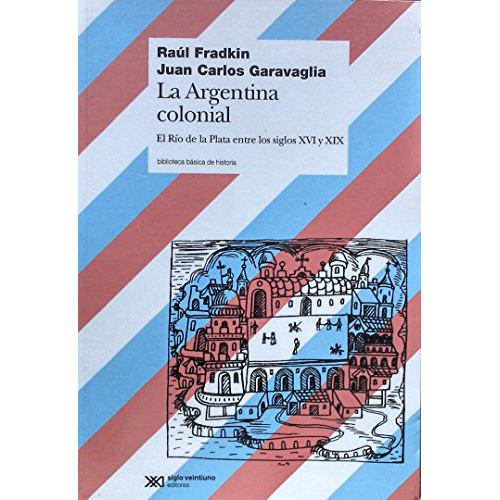 Raúl Fradkin
Juan Carlos Garavaglia
La Argentina
colonial
El Río de la Plata entre los siglos XVI y XIX
biblioteca básica de historia
XXI siglo veintiuno
editores